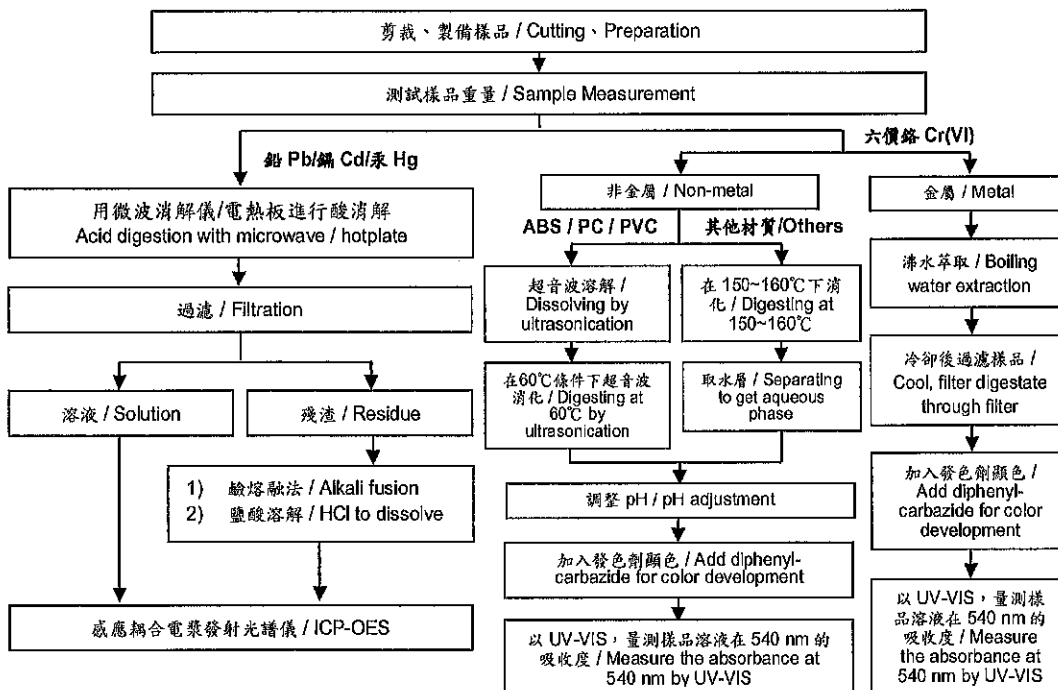 剪裁、製備樣品 / Cutting、Preparation
測試樣品重量 / Sample Measurement
鉛 Pb/鎘 Cd/汞 Hg
六價鉻 Cr(VI)
用微波消解儀/電熱板進行酸消解
Acid digestion with microwave / hotplate
過濾 / Filtration
溶液 / Solution
殘渣 / Residue
1) 鹼熔融法 / Alkali fusion
2) 鹽酸溶解 / HCl to dissolve
感應耦合電漿發射光譜儀 / ICP-OES
非金屬 / Non-metal
ABS / PC / PVC
其他材質/Others
超音波溶解 /
Dissolving by
ultrasonication
在 150~160℃下消
化 / Digesting at
150~160℃
在60℃條件下超音波
消化 / Digesting at
60℃ by
ultrasonication
取水層 / Separating
to get aqueous
phase
調整 pH / pH adjustment
加入發色劑顯色 / Add diphenyl-
carbazide for color development
以 UV-VIS，量測樣品溶液在 540 nm 的
吸收度 / Measure the absorbance at
540 nm by UV-VIS
金屬 / Metal
沸水萃取 / Boiling
water extraction
冷卻後過濾樣品 /
Cool, filter digestate
through filter
加入發色劑顯色 /
Add diphenyl-
carbazide for color
development
以 UV-VIS，量測樣
品溶液在 540 nm 的
吸收度 / Measure
the absorbance at
540 nm by UV-VIS